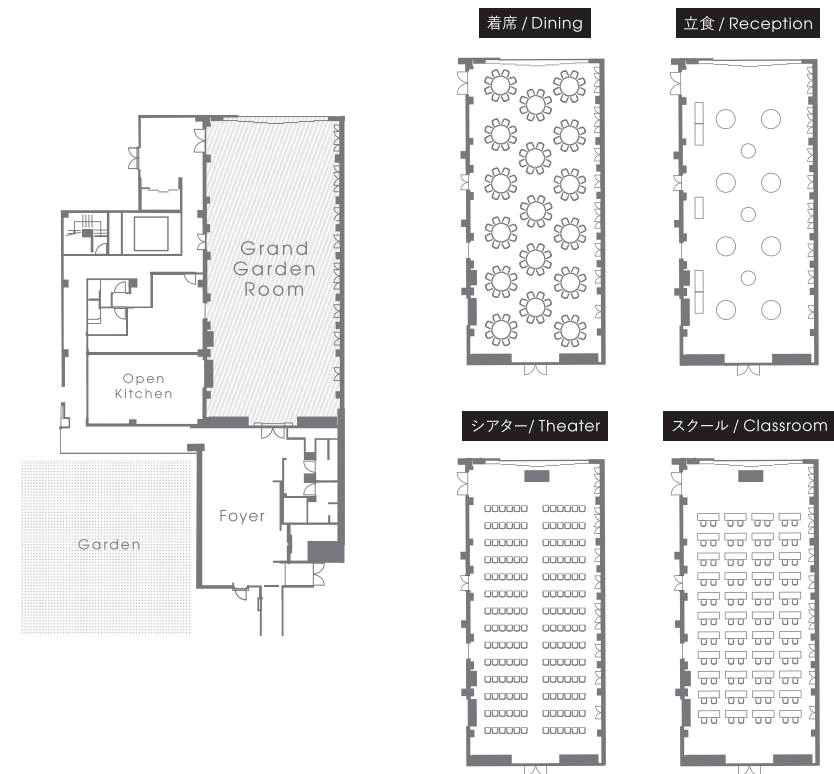 着席 / Dining
立食 / Reception
Grand
Garden
Room
Open
Kitchen
Foyer
Garden
シアター/ Theater
スクール / Classroom